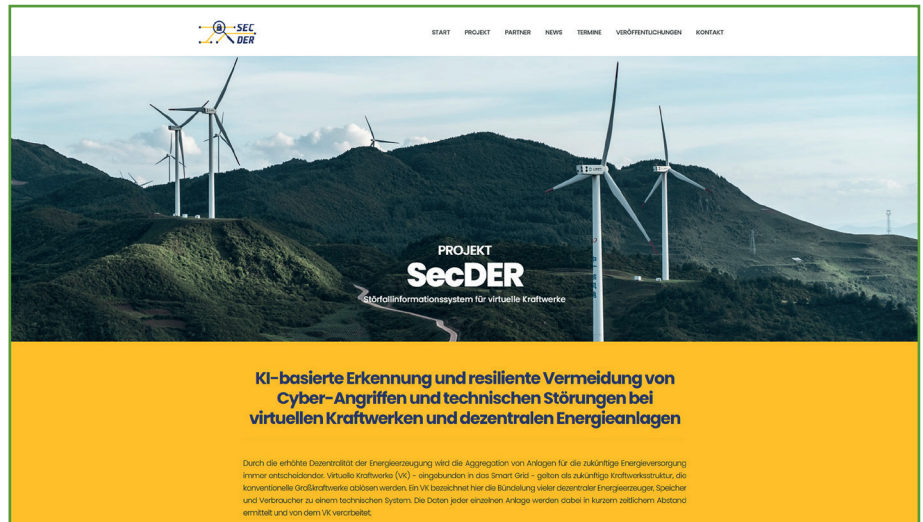 SEC
DER
START PROJEKT PARTNER NEWS TERMINE VERÖFFENTLICHUNGEN KONTAKT
PROJEKT
SecDER
Störfallinformationssystem für virtuelle Kraftwerke
KI-basierte Erkennung und resiliente Vermeidung von
Cyber-Angriffen und technischen Störungen bei
virtuellen Kraftwerken und dezentralen Energieanlagen
Durch die erhöhte Dezentralität der Energieerzeugung wird die Aggregation von Anlagen für die zukünftige Energieversorgung
immer entscheidender. Virtuelle Kraftwerke (VK) - eingebunden in das Smart Grid - gelten als zukünftige Kraftwerksstruktur, die
konventionelle Großkraftwerke ablösen werden. Ein VK bezeichnet hier die Bündelung vieler dezentraler Energieerzeuger, Speicher
und Verbraucher zu einem technischen System. Die Daten jeder einzelnen Anlage werden dabei in kurzem zeitlichem Abstand
ermittelt und von dem VK verarbeitet.